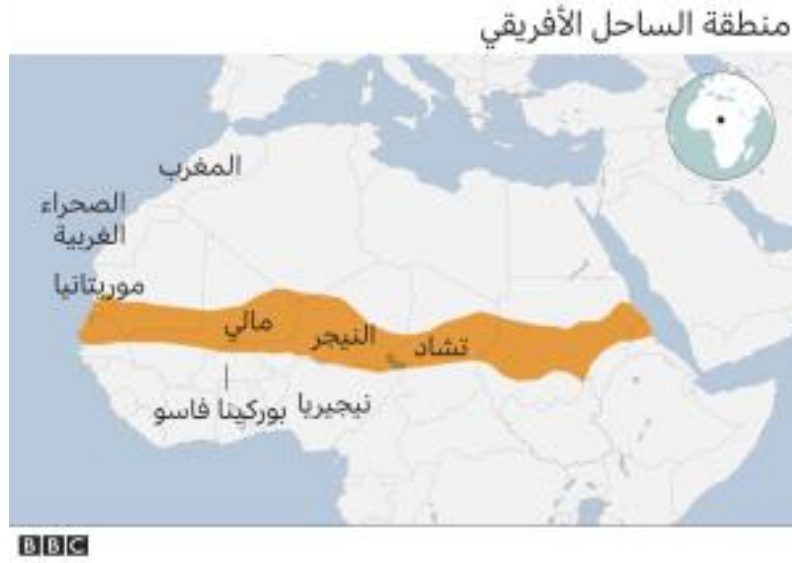 منطقة الساحل الأفريقي
المغرب
الصحراء
الغربية
موريتانيا
مالي
النيجر
تشاد
نيجيريا
بوركينا فاسو
BBC